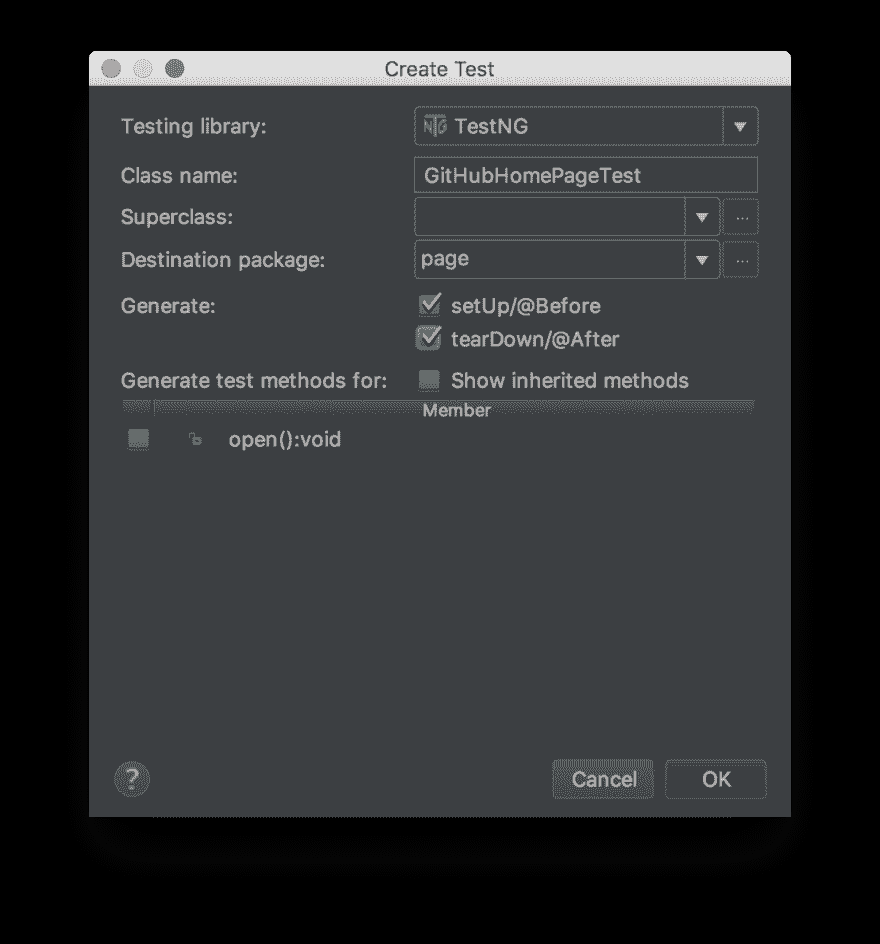 Create Test
Testing library: NTG TestNG
Class name: GitHubHomePageTest
Superclass: ...
Destination package: page ...
Generate: setUp/@Before
tearDown/@After
Generate test methods for: Show inherited methods
Member
open():void
? Cancel OK